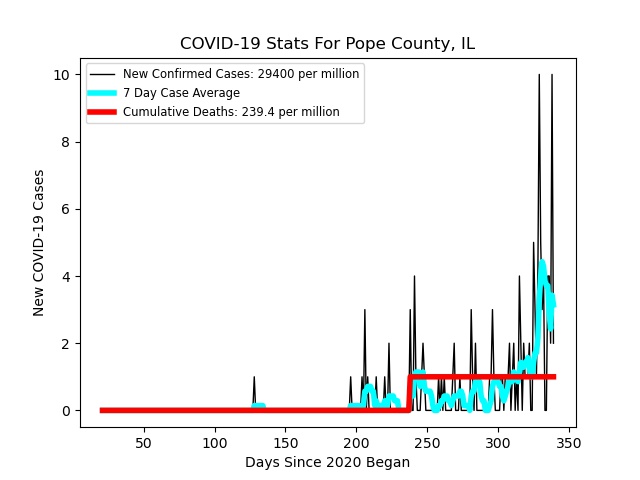 COVID-19 Stats For Pope County, IL
New Confirmed Cases: 29400 per million
7 Day Case Average
Cumulative Deaths: 239.4 per million
New COVID-19 Cases
10
8
6
4
2
0
50 100 150 200 250 300 350
Days Since 2020 Began